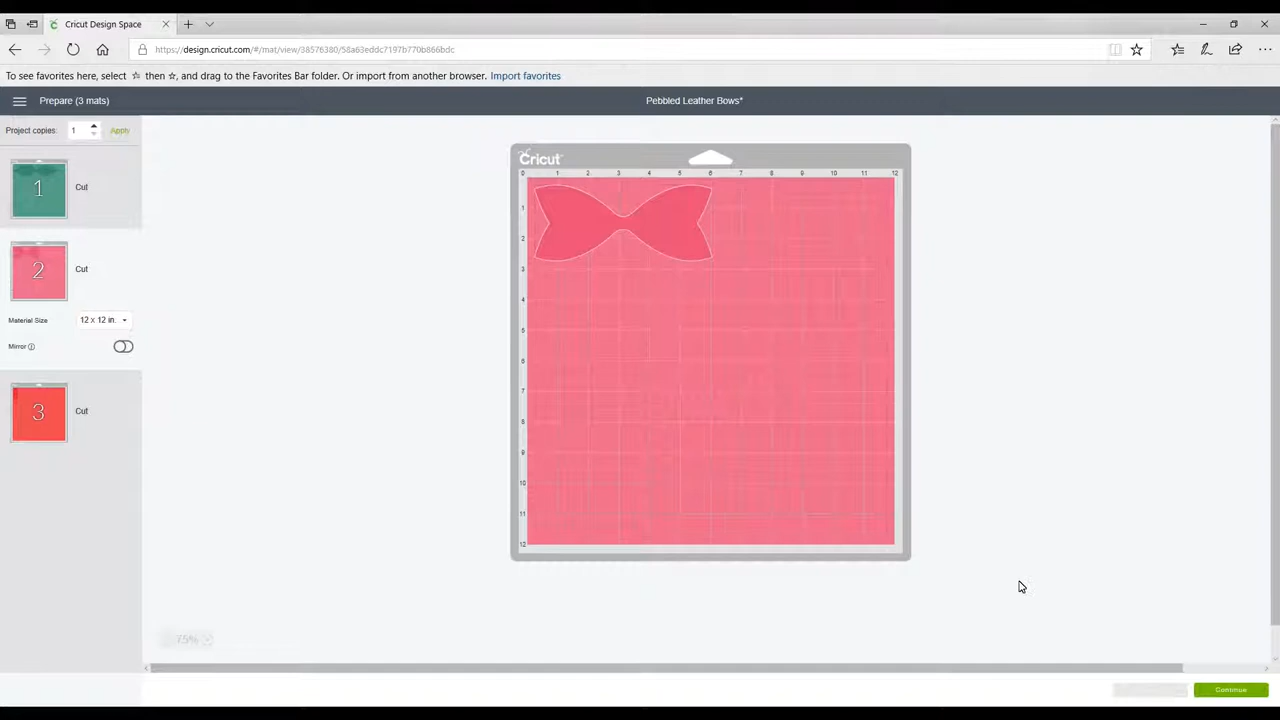 Cricut Design Space
https://design.cricut.com/#/mat/view/38576380/58a63eddc7197b770b866bdc
To see favorites here, select ☆ then ☆, and drag to the Favorites Bar folder. Or import from another browser. Import favorites
Prepare (3 mats)
Pebbled Leather Bows*
Project copies: 1 Apply
1 Cut
2 Cut
Material Size 12 x 12 in.
Mirror
3 Cut
Cricut
0 1 2 3 4 5 6 7 8 9 10 11 12
1
2
3
4
5
6
7
8
9
10
11
12
75%
Continue